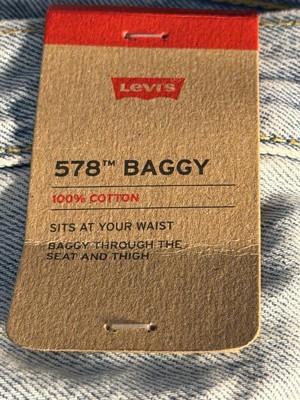 Levi's
578™ BAGGY
100% COTTON
SITS AT YOUR WAIST
BAGGY THROUGH THE
SEAT AND THIGH